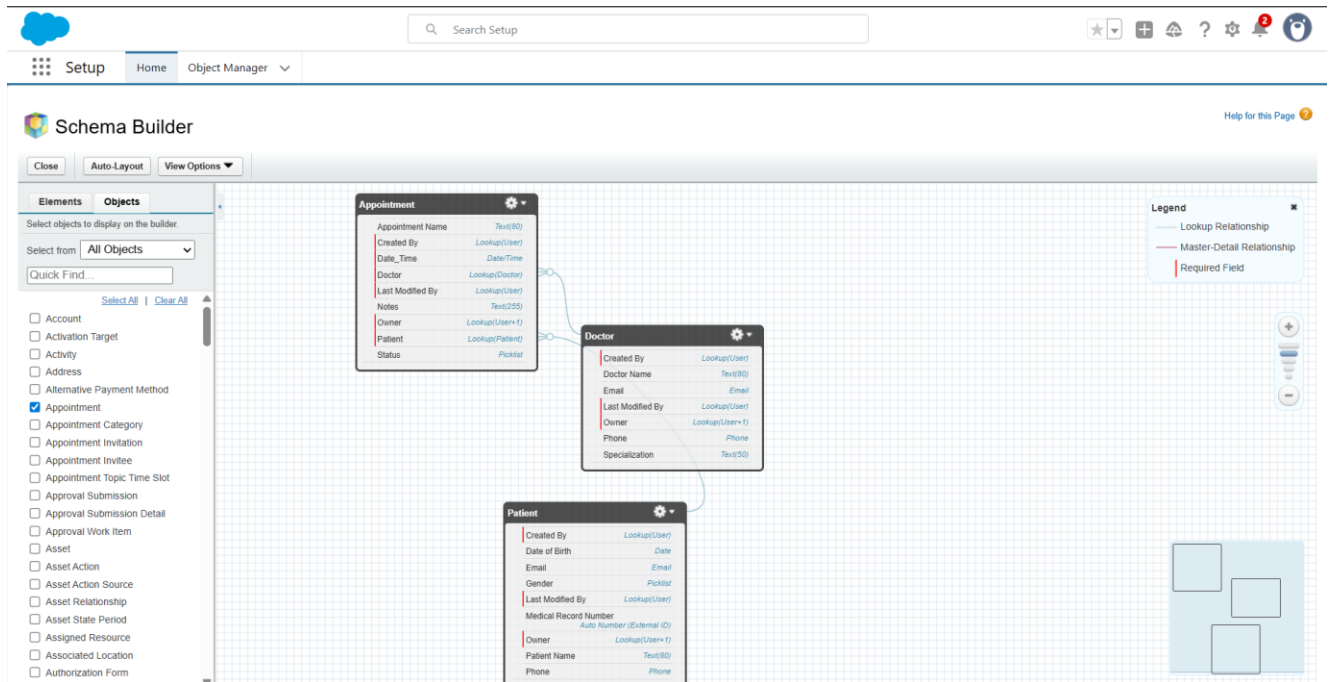 Search Setup
2
Setup Home Object Manager
Schema Builder
Help for this Page
Close Auto-Layout View Options
Elements Objects
Select objects to display on the builder.
Select from All Objects
Quick Find...
Select All | Clear All
Account
Activation Target
Activity
Address
Alternative Payment Method
Appointment
Appointment Category
Appointment Invitation
Appointment Invitee
Appointment Topic Time Slot
Approval Submission
Approval Submission Detail
Approval Work Item
Asset
Asset Action
Asset Action Source
Asset Relationship
Asset State Period
Assigned Resource
Associated Location
Authorization Form
Appointment
Appointment Name Text(80)
Created By Lookup(User)
Date_Time Date/Time
Doctor Lookup(Doctor)
Last Modified By Lookup(User)
Notes Text(255)
Owner Lookup(User+1)
Patient Lookup(Patient)
Status Picklist
Doctor
Created By Lookup(User)
Doctor Name Text(80)
Email Email
Last Modified By Lookup(User)
Owner Lookup(User+1)
Phone Phone
Specialization Text(50)
Patient
Created By Lookup(User)
Date of Birth Date
Email Email
Gender Picklist
Last Modified By Lookup(User)
Medical Record Number
Auto Number (External ID)
Owner Lookup(User+1)
Patient Name Text(80)
Phone Phone
Legend
Lookup Relationship
Master-Detail Relationship
Required Field